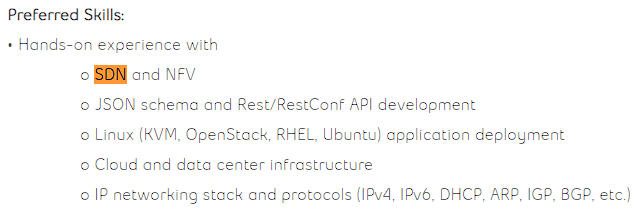 Preferred Skills:
• Hands-on experience with
o SDN and NFV
o JSON schema and Rest/RestConf API development
o Linux (KVM, OpenStack, RHEL, Ubuntu) application deployment
o Cloud and data center infrastructure
o IP networking stack and protocols (IPv4, IPv6, DHCP, ARP, IGP, BGP, etc.)